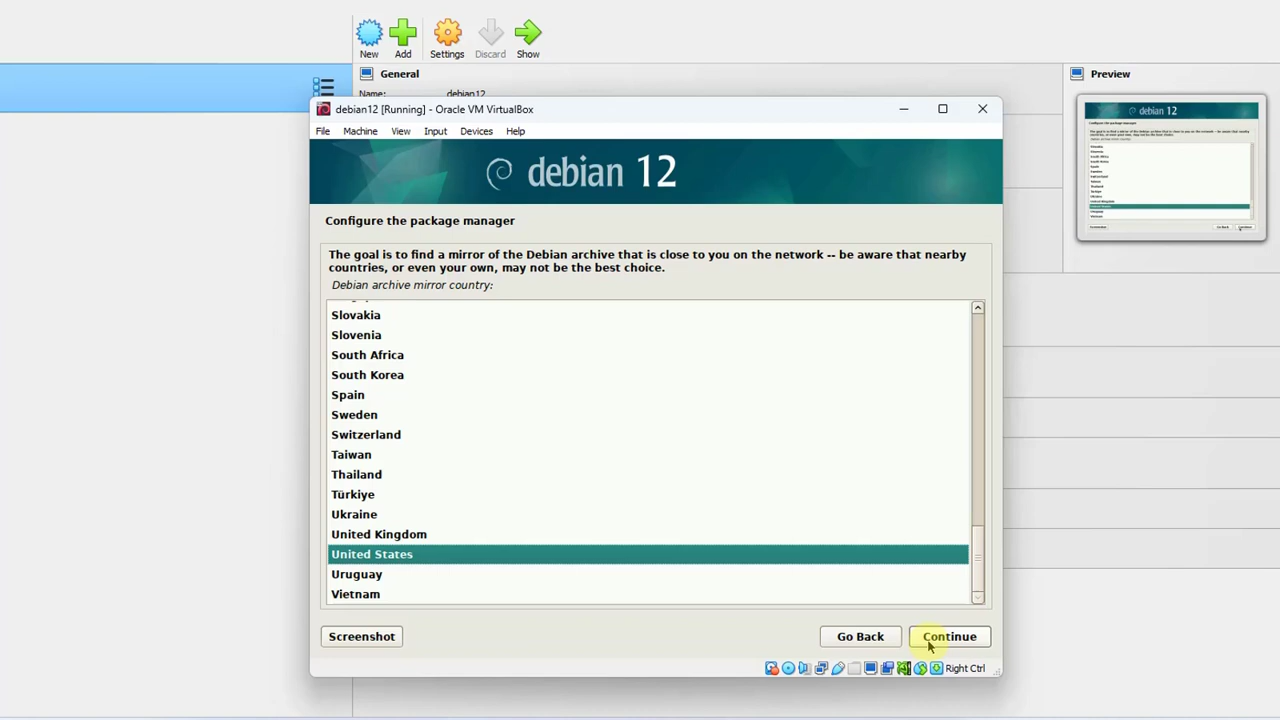 New
Add
Settings
Discard
Show
General
Name:
debian12
Preview
debian12 [Running] - Oracle VM VirtualBox
File
Machine
View
Input
Devices
Help
debian 12
Configure the package manager
The goal is to find a mirror of the Debian archive that is close to you on the network -- be aware that nearby
countries, or even your own, may not be the best choice.
Debian archive mirror country:
Slovakia
Slovenia
South Africa
South Korea
Spain
Sweden
Switzerland
Taiwan
Thailand
Türkiye
Ukraine
United Kingdom
United States
Uruguay
Vietnam
Screenshot
Go Back
Continue
Right Ctrl
debian 12